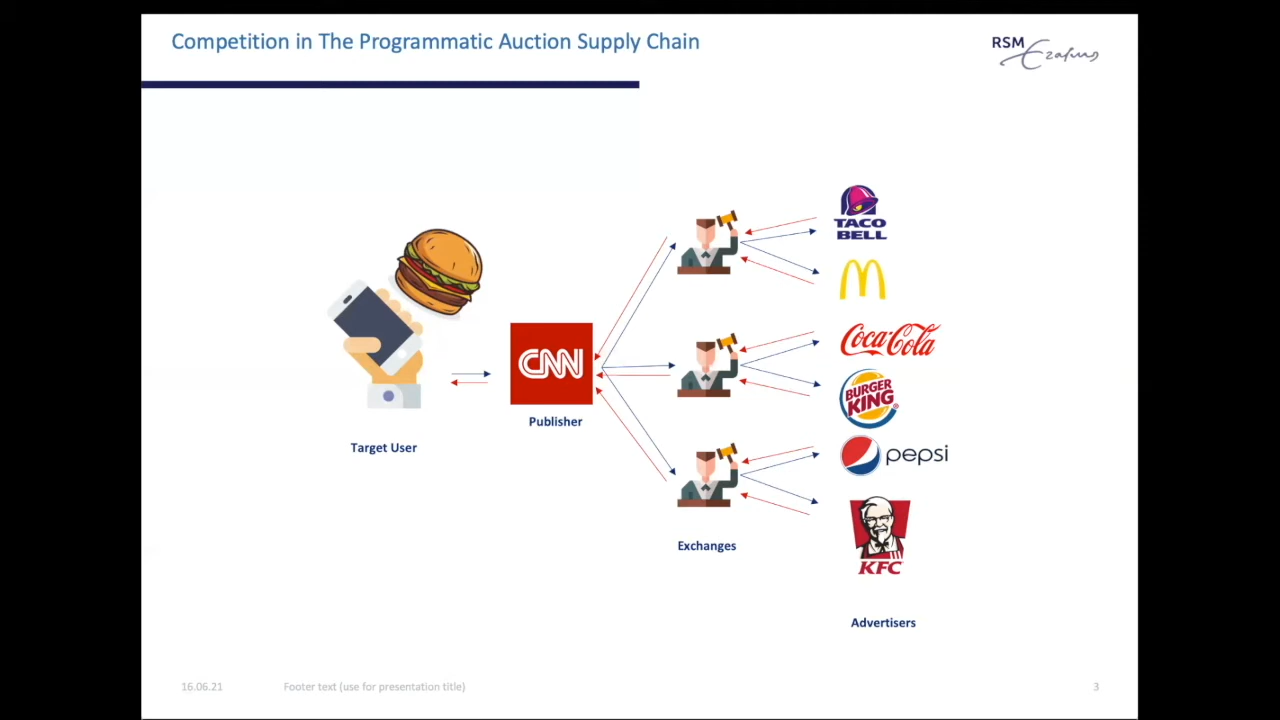 Competition in The Programmatic Auction Supply Chain
RSM
Erasmus
TACO
BELL
Coca-Cola
CNN
BURGER
KING
®
Publisher
pepsi
Target User
Exchanges
KFC
Advertisers
16.06.21
Footer text (use for presentation title)
3